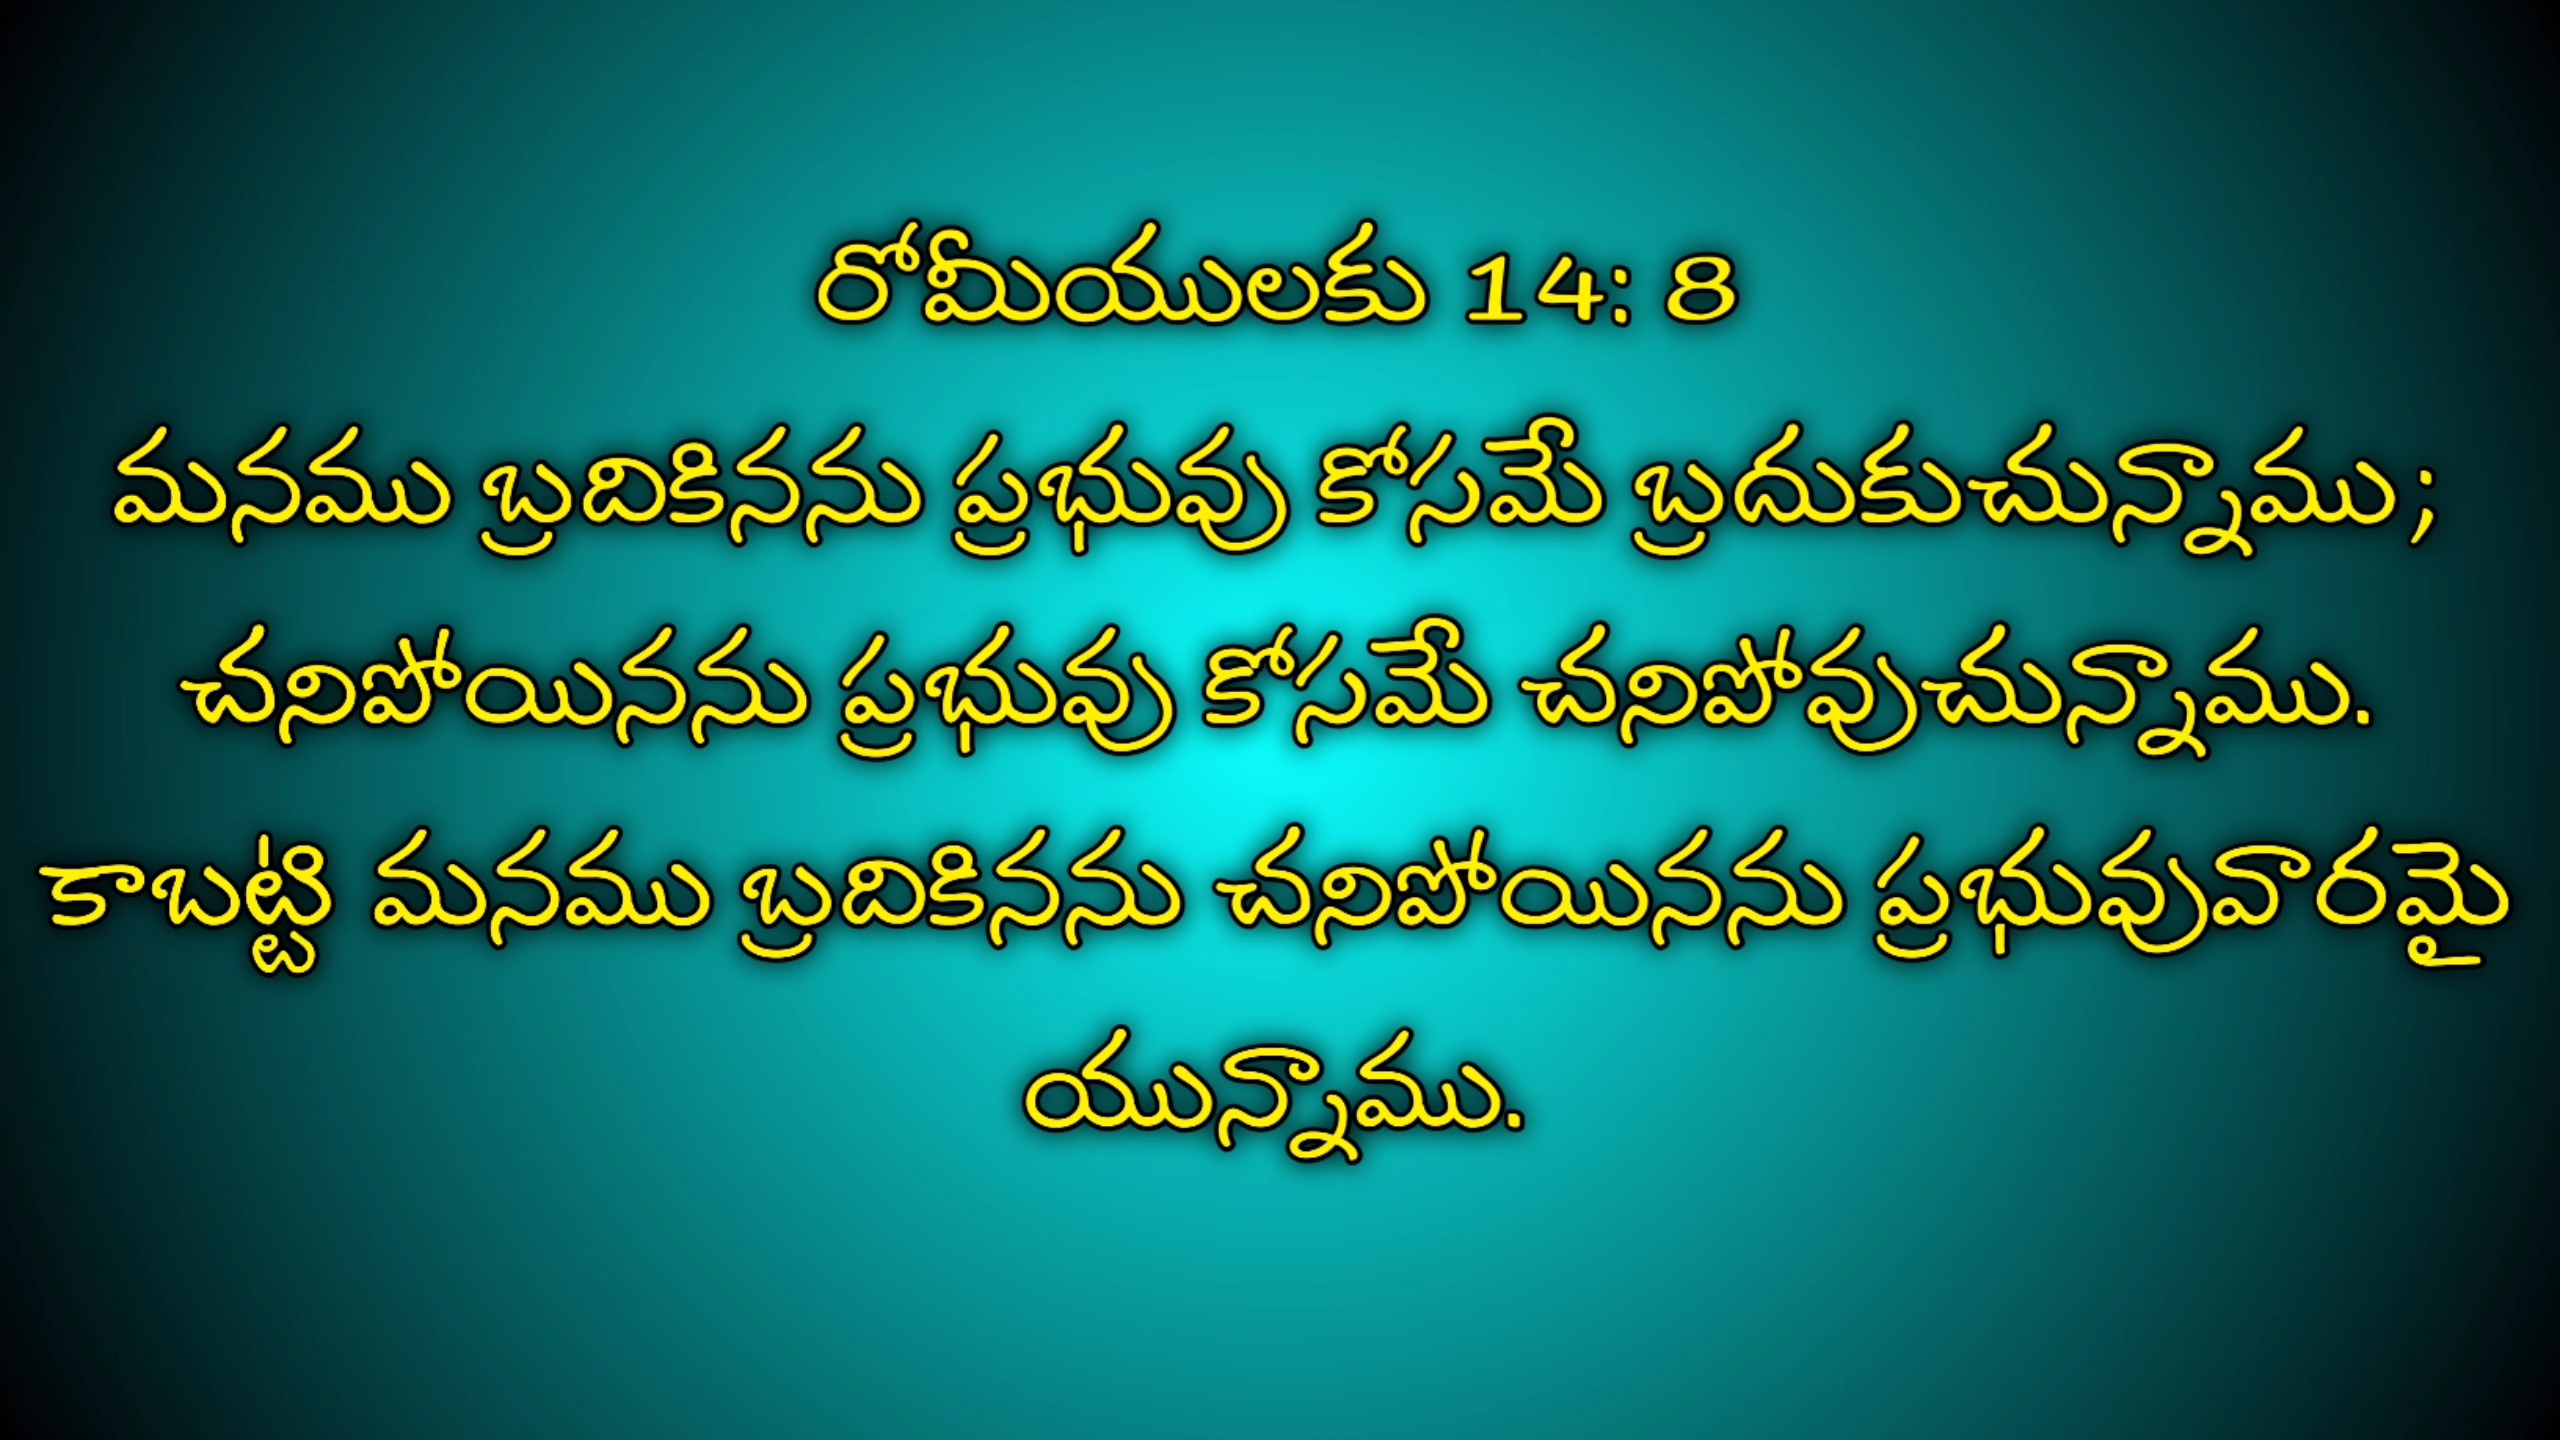 రోమీయులకు 14: 8
మనము బ్రదికినను ప్రభువు కోసమే బ్రదుకుచున్నాము;
చనిపోయినను ప్రభువు కోసమే చనిపోవుచున్నాము.
కాబట్టి మనము బ్రదికినను చనిపోయినను ప్రభువువారమై
యున్నాము.